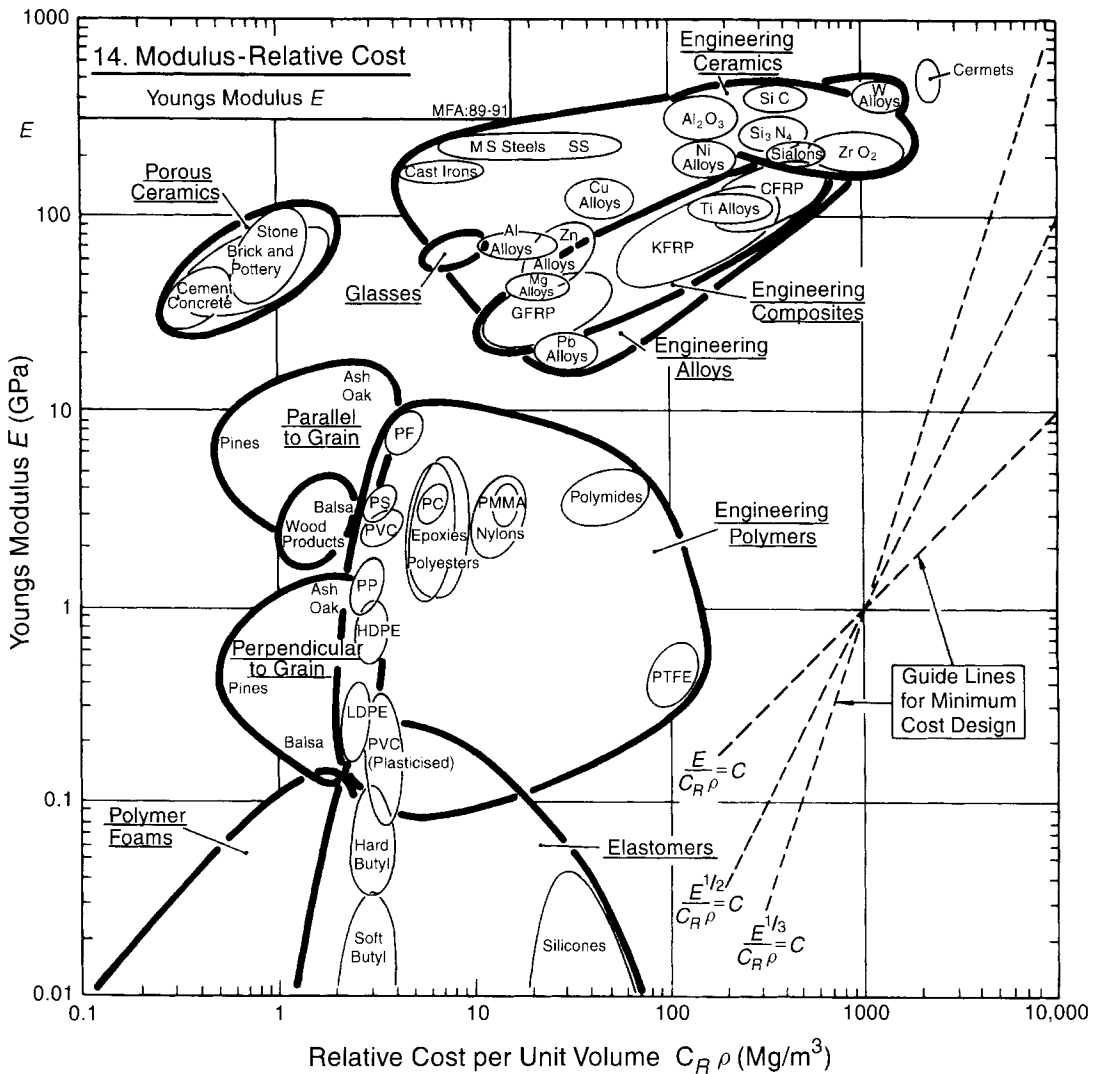 14. Modulus-Relative Cost
Youngs Modulus E
MFA:89-91
1000
E
100
10
1
0.1
0.01
Youngs Modulus E (GPa)
Engineering
Ceramics
Cermets
W
Alloys
Si C
Al2O3
Si3 N4
Sialons
Zr O2
Ni
Alloys
M S Steels SS
Cast Irons
Cu
Alloys
CFRP
Ti Alloys
KFRP
Al
Alloys
Zn
Alloys
Mg
Alloys
GFRP
Pb
Alloys
Glasses
Porous
Ceramics
Stone
Brick and
Pottery
Cement
Concrete
Engineering
Composites
Engineering
Alloys
Ash
Oak
Parallel
to Grain
Pines
Balsa
Wood
Products
PF
PS
PVC
PC
Epoxies
Polyesters
PMMA
Nylons
Polymides
Engineering
Polymers
PP
HDPE
Ash
Oak
Perpendicular
to Grain
Pines
Balsa
LDPE
PVC
(Plasticised)
PTFE
Guide Lines
for Minimum
Cost Design
E/CR ρ = C
E^1/2/CR ρ = C
E^1/3/CR ρ = C
Polymer
Foams
Elastomers
Hard
Butyl
Soft
Butyl
Silicones
0.1
1
10
100
1000
10,000
Relative Cost per Unit Volume CR ρ (Mg/m³)